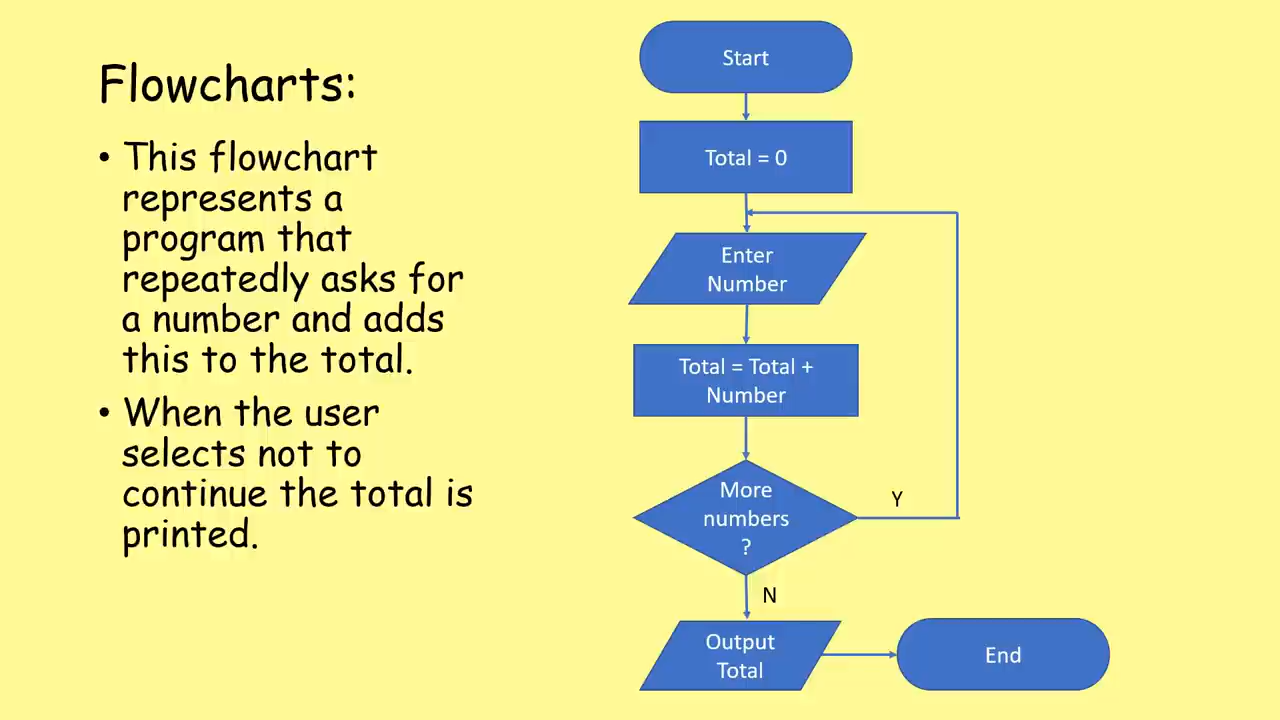 Flowcharts:
• This flowchart
represents a
program that
repeatedly asks for
a number and adds
this to the total.
• When the user
selects not to
continue the total is
printed.
Start
Total = 0
Enter
Number
Total = Total +
Number
More
numbers
?
Y
N
Output
Total
End